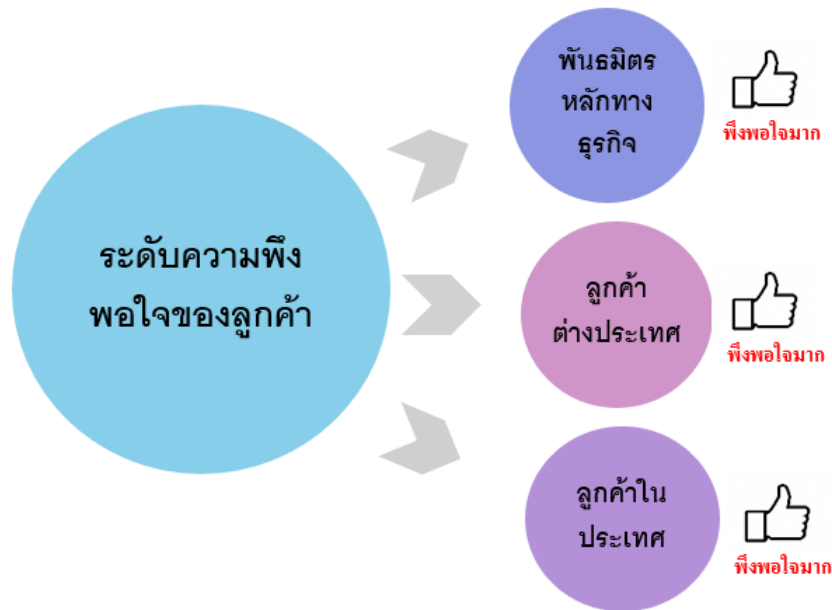 ระดับความพึง
พอใจของลูกค้า
พันธมิตร
หลักทาง
ธุรกิจ
พึงพอใจมาก
ลูกค้า
ต่างประเทศ
พึงพอใจมาก
ลูกค้าใน
ประเทศ
พึงพอใจมาก